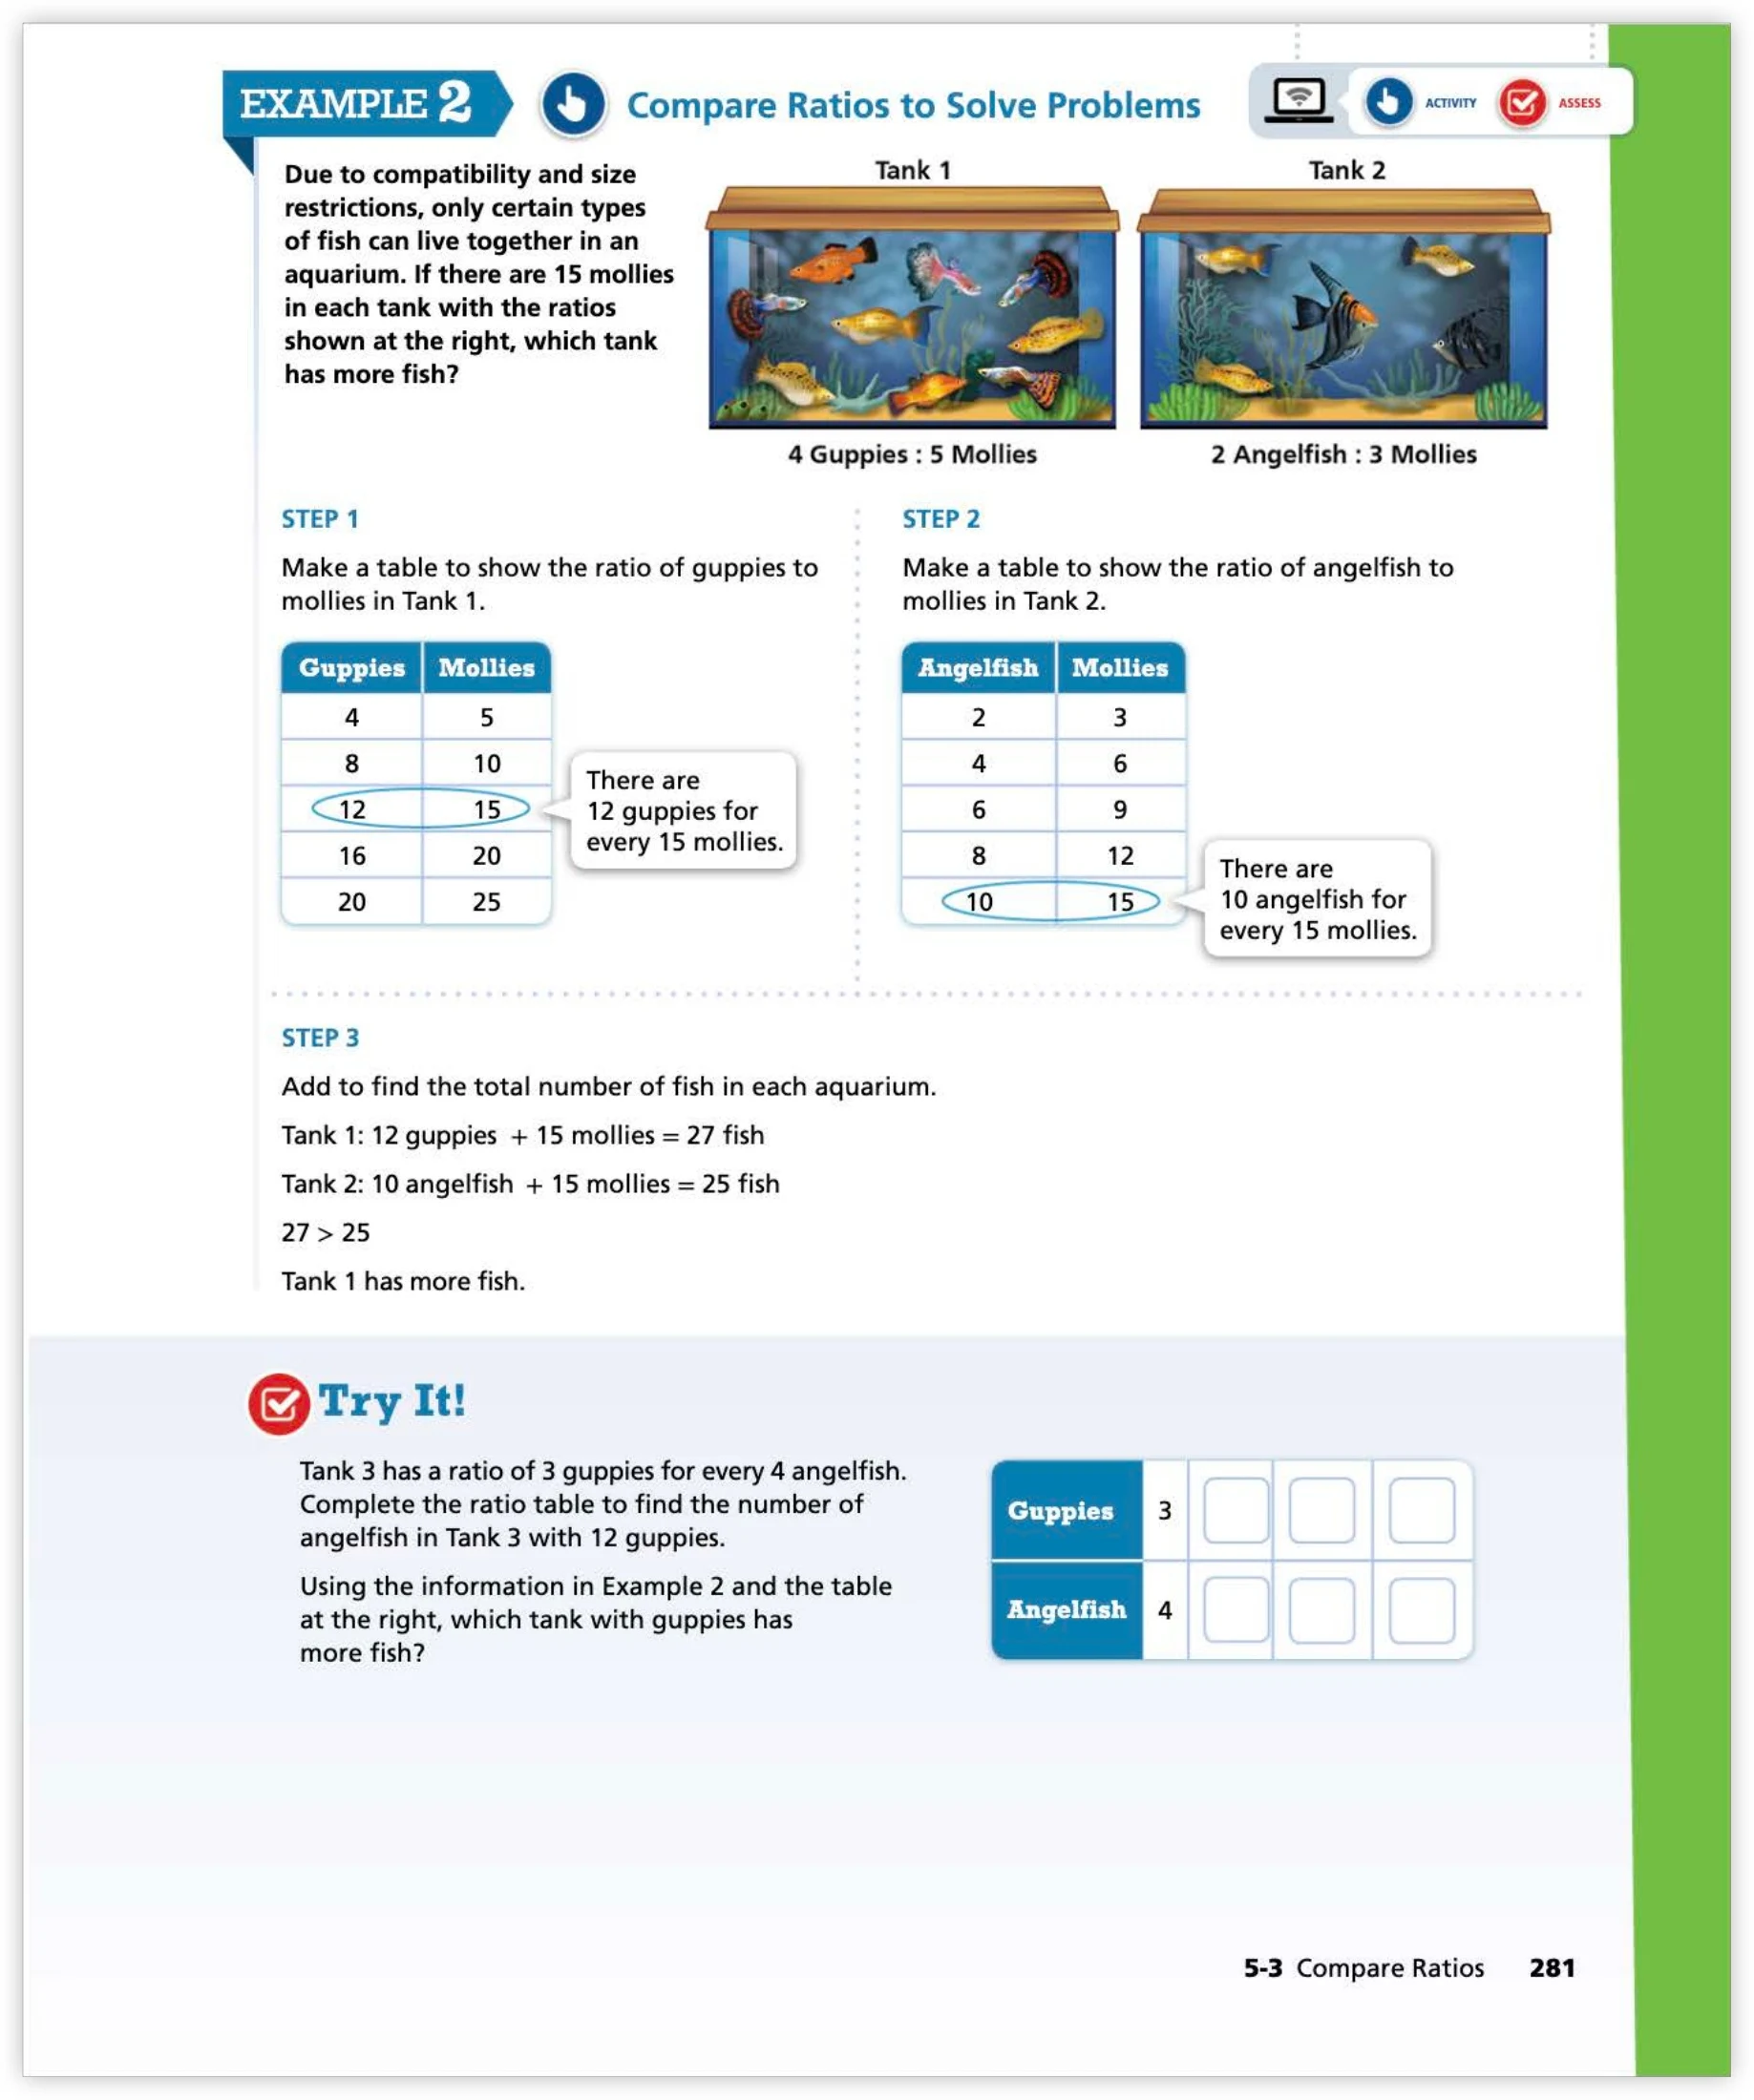 EXAMPLE 2
Compare Ratios to Solve Problems
ACTIVITY
ASSESS
Due to compatibility and size
restrictions, only certain types
of fish can live together in an
aquarium. If there are 15 mollies
in each tank with the ratios
shown at the right, which tank
has more fish?
Tank 1
Tank 2
4 Guppies : 5 Mollies
2 Angelfish : 3 Mollies
STEP 1
Make a table to show the ratio of guppies to
mollies in Tank 1.
Guppies Mollies
4 5
8 10
12 15
16 20
20 25
There are
12 guppies for
every 15 mollies.
STEP 2
Make a table to show the ratio of angelfish to
mollies in Tank 2.
Angelfish Mollies
2 3
4 6
6 9
8 12
10 15
There are
10 angelfish for
every 15 mollies.
STEP 3
Add to find the total number of fish in each aquarium.
Tank 1: 12 guppies + 15 mollies = 27 fish
Tank 2: 10 angelfish + 15 mollies = 25 fish
27 > 25
Tank 1 has more fish.
Try It!
Tank 3 has a ratio of 3 guppies for every 4 angelfish.
Complete the ratio table to find the number of
angelfish in Tank 3 with 12 guppies.
Using the information in Example 2 and the table
at the right, which tank with guppies has
more fish?
Guppies 3
Angelfish 4
5-3 Compare Ratios 281